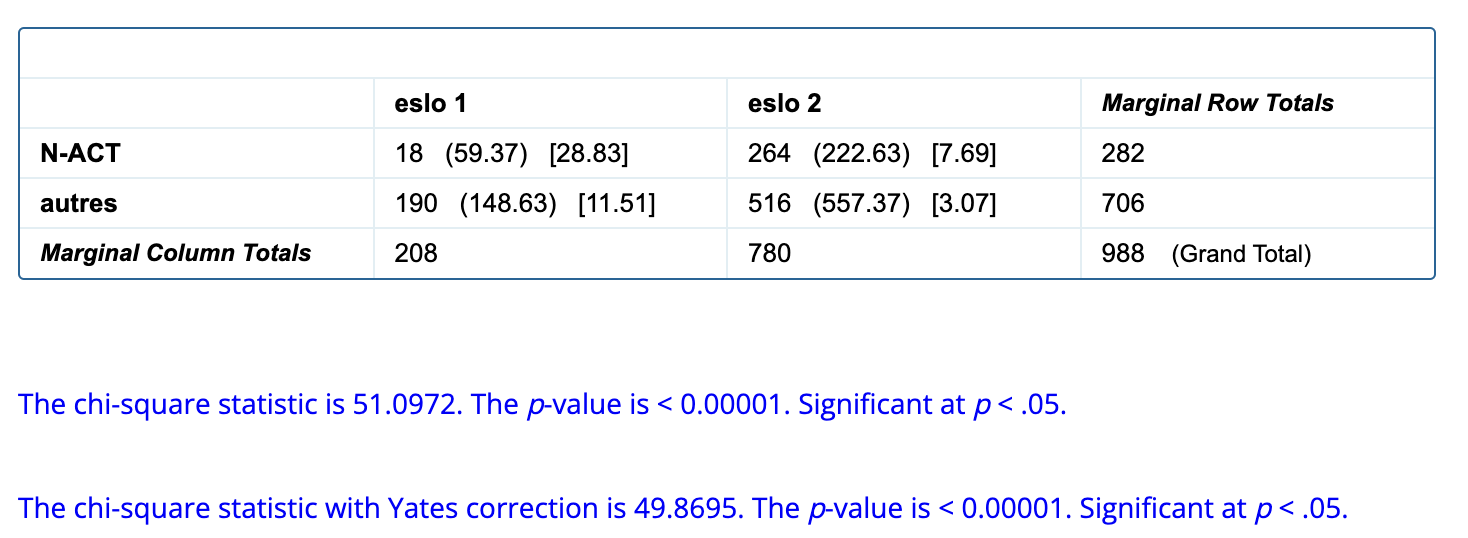 eslo 1 eslo 2 Marginal Row Totals
N-ACT 18 (59.37) [28.83] 264 (222.63) [7.69] 282
autres 190 (148.63) [11.51] 516 (557.37) [3.07] 706
Marginal Column Totals 208 780 988 (Grand Total)
The chi-square statistic is 51.0972. The p-value is < 0.00001. Significant at p < .05.
The chi-square statistic with Yates correction is 49.8695. The p-value is < 0.00001. Significant at p < .05.